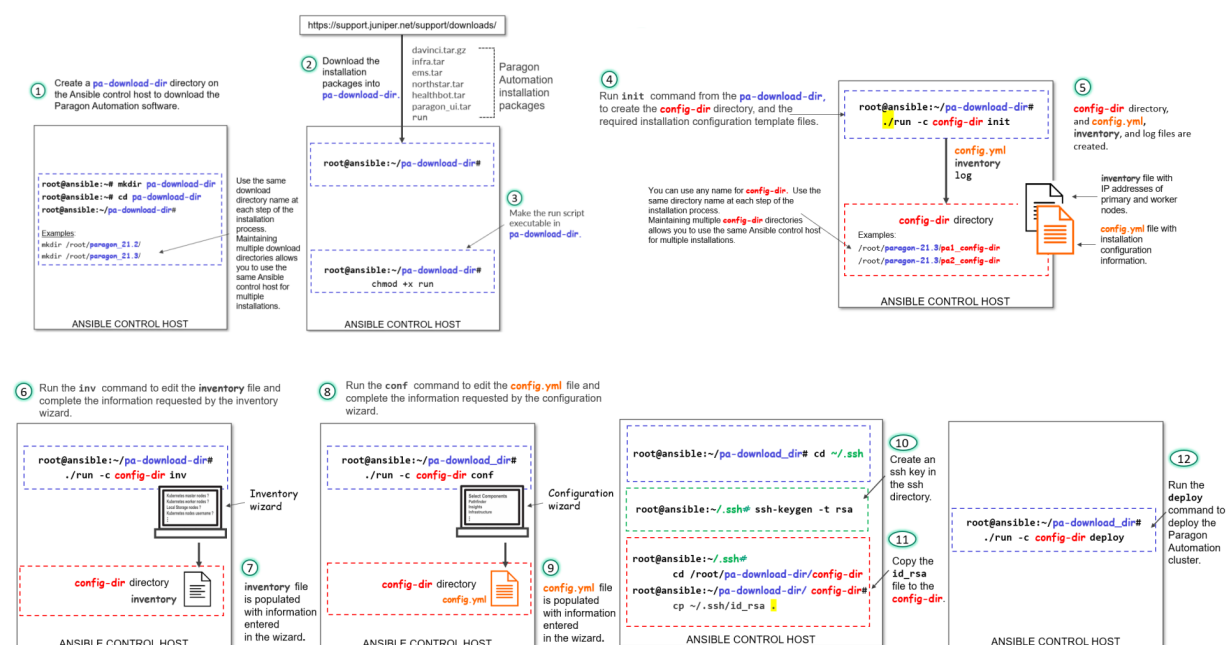 https://support.juniper.net/support/downloads/
1
Create a pa-download-dir directory on
the Ansible control host to download the
Paragon Automation software.
root@ansible:~# mkdir pa-download-dir
root@ansible:~# cd pa-download-dir
root@ansible:~/pa-download-dir#
Examples:
mkdir /root/paragon_21.2/
mkdir /root/paragon_21.3/
ANSIBLE CONTROL HOST
Use the same
download
directory name at
each step of the
installation
process.
Maintaining
multiple download
directories allows
you to use the
same Ansible
control host for
multiple
installations.
2
Download the
installation
packages into
pa-download-dir.
davinci.tar.gz
infra.tar
ems.tar
northstar.tar
healthbot.tar
paragon_ui.tar
run
Paragon
Automation
installation
packages
root@ansible:~/pa-download-dir#
3
Make the run script
executable in
pa-download-dir.
root@ansible:~/pa-download-dir#
chmod +x run
ANSIBLE CONTROL HOST
4
Run init command from the pa-download-dir,
to create the config-dir directory, and the
required installation configuration template files.
root@ansible:~/pa-download-dir#
./run -c config-dir init
config.yml
inventory
log
5
config-dir directory,
and config.yml,
inventory, and log files are
created.
You can use any name for config-dir. Use the
same directory name at each step of the
installation process.
Maintaining multiple config-dir directories
allows you to use the same Ansible control host
for multiple installations.
config-dir directory
Examples:
/root/paragon-21.3/pa1_config-dir
/root/paragon-21.3/pa2_config-dir
ANSIBLE CONTROL HOST
inventory file with
IP addresses of
primary and worker
nodes.
config.yml file with
installation
configuration
information.
6
Run the inv command to edit the inventory file and
complete the information requested by the inventory
wizard.
root@ansible:~/pa-download-dir#
./run -c config-dir inv
Kubernetes master nodes ?
Kubernetes worker nodes ?
Local Storage nodes ?
Kubernetes nodes username ?
Inventory
wizard
config-dir directory
inventory
7
inventory file
is populated
with information
entered
in the wizard.
ANSIBLE CONTROL HOST
8
Run the conf command to edit the config.yml file and
complete the information requested by the configuration
wizard.
root@ansible:~/pa-download_dir#
./run -c config-dir conf
Select Components
Pathfinder
Insights
Infrastructure
Configuration
wizard
config-dir directory
config.yml
9
config.yml file
is populated
with information
entered
in the wizard.
ANSIBLE CONTROL HOST
root@ansible:~/pa-download_dir# cd ~/.ssh
10
Create an
ssh key in
the ssh
directory.
root@ansible:~/.ssh# ssh-keygen -t rsa
11
Copy the
id_rsa
file to the
config-dir.
root@ansible:~/.ssh#
cd /root/pa-download-dir/config-dir
root@ansible:~/pa-download-dir/ config-dir#
cp ~/.ssh/id_rsa .
ANSIBLE CONTROL HOST
root@ansible:~/pa-download_dir#
./run -c config-dir deploy
12
Run the
deploy
command to
deploy the
Paragon
Automation
cluster.
ANSIBLE CONTROL HOST